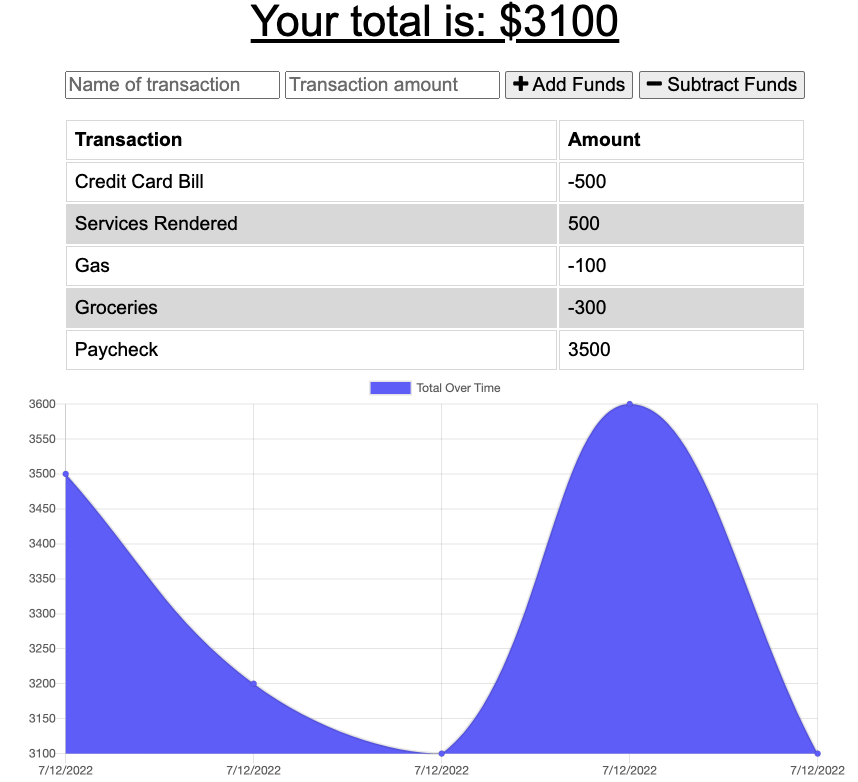 Your total is: $3100
Name of transaction Transaction amount + Add Funds − Subtract Funds
Transaction Amount
Credit Card Bill -500
Services Rendered 500
Gas -100
Groceries -300
Paycheck 3500
Total Over Time
3600
3550
3500
3450
3400
3350
3300
3250
3200
3150
3100
7/12/2022 7/12/2022 7/12/2022 7/12/2022 7/12/2022